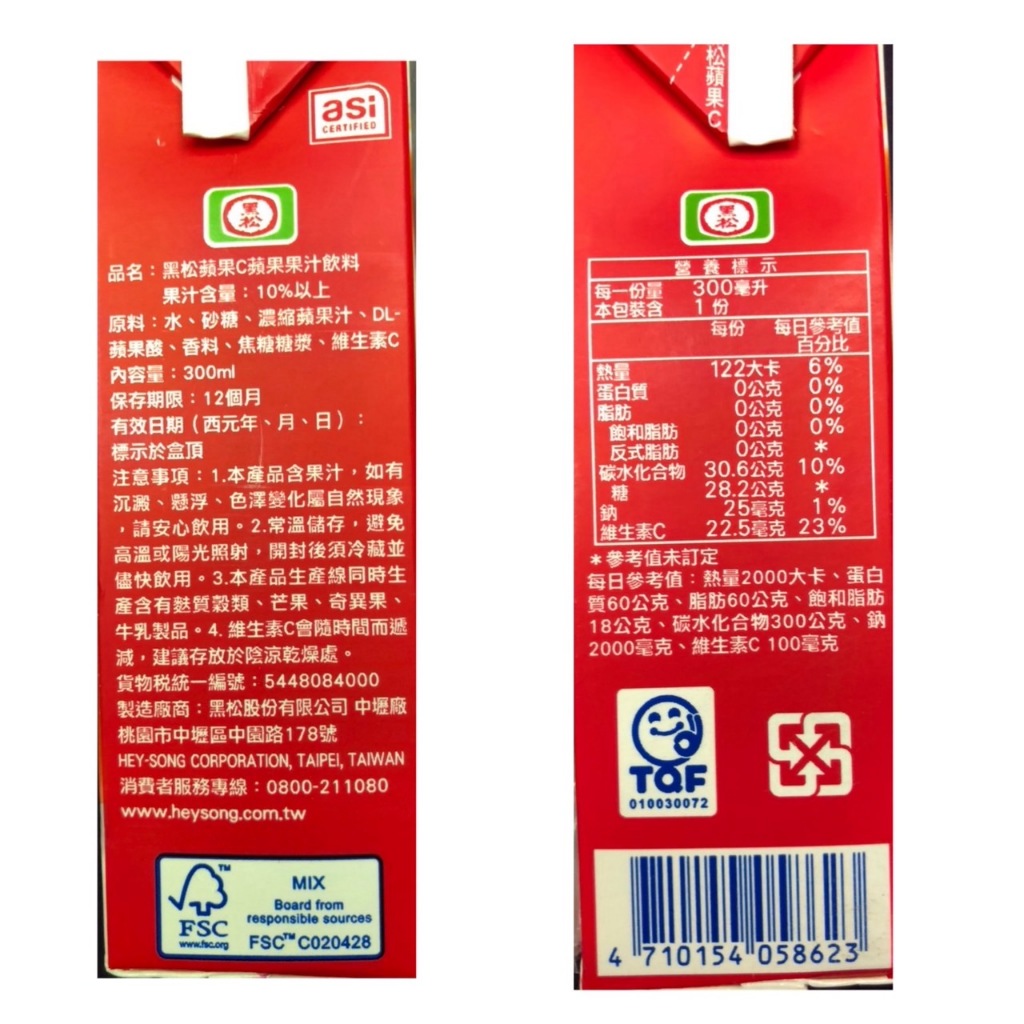 asi
CERTIFIED
黑松
品名：黑松蘋果C蘋果果汁飲料
果汁含量：10%以上
原料：水、砂糖、濃縮蘋果汁、DL-
蘋果酸、香料、焦糖糖漿、維生素C
內容量：300ml
保存期限：12個月
有效日期（西元年、月、日）：
標示於盒頂
注意事項：1.本產品含果汁，如有
沉澱、懸浮、色澤變化屬自然現象
，請安心飲用。2.常溫儲存，避免
高溫或陽光照射，開封後須冷藏並
儘快飲用。3.本產品生產線同時生
產含有麩質穀類、芒果、奇異果、
牛乳製品。4. 維生素C會隨時間而遞
減，建議存放於陰涼乾燥處。
貨物稅統一編號：5448084000
製造廠商：黑松股份有限公司 中壢廠
桃園市中壢區中園路178號
HEY-SONG CORPORATION, TAIPEI, TAIWAN
消費者服務專線：0800-211080
www.heysong.com.tw
FSC™
www.fsc.org
MIX
Board from
responsible sources
FSC™ C020428
松蘋果C
黑松
營養標示
每一份量 300毫升
本包裝含 1 份
每份 每日參考值
百分比
熱量 122大卡 6%
蛋白質 0公克 0%
脂肪 0公克 0%
飽和脂肪 0公克 0%
反式脂肪 0公克 *
碳水化合物 30.6公克 10%
糖 28.2公克 *
鈉 25毫克 1%
維生素C 22.5毫克 23%
*參考值未訂定
每日參考值：熱量2000大卡、蛋白
質60公克、脂肪60公克、飽和脂肪
18公克、碳水化合物300公克、鈉
2000毫克、維生素C 100毫克
TQF
010030072
4 710154 058623